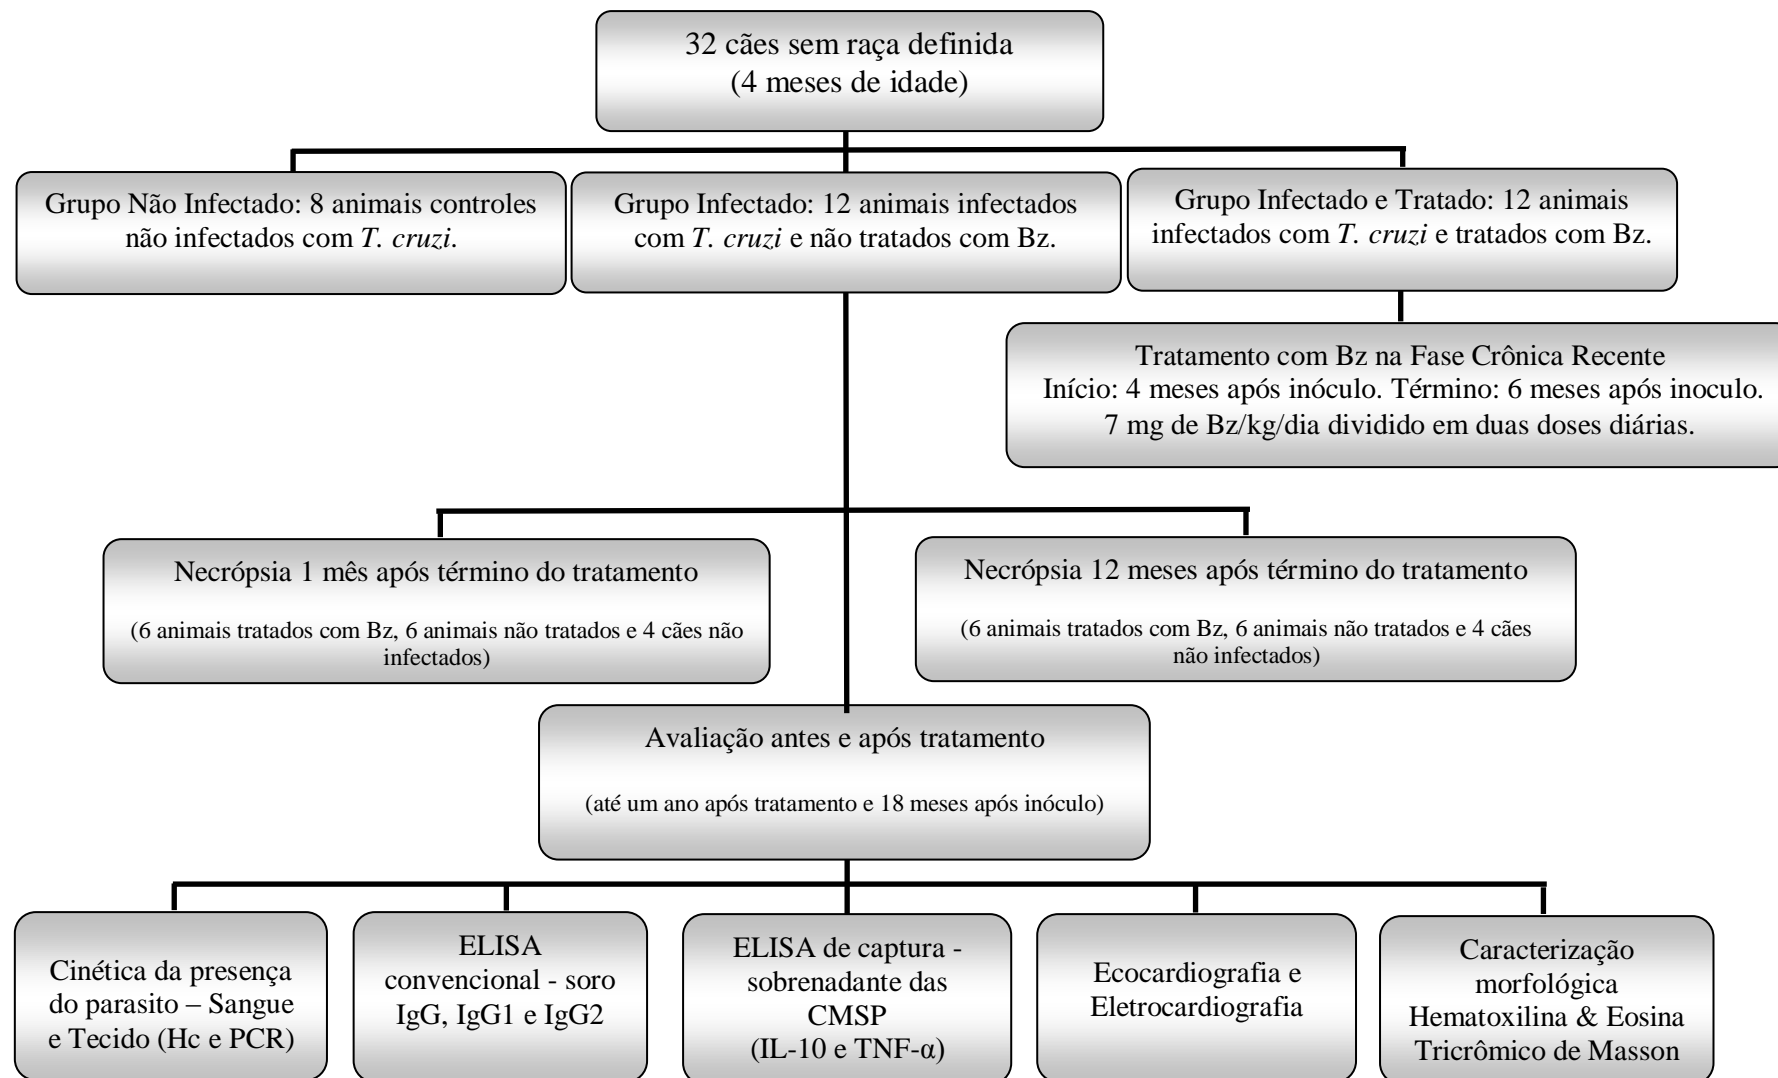 32 cães sem raça definida
(4 meses de idade)
Grupo Não Infectado: 8 animais controles
não infectados com T. cruzi.
Grupo Infectado: 12 animais infectados
com T. cruzi e não tratados com Bz.
Grupo Infectado e Tratado: 12 animais
infectados com T. cruzi e tratados com Bz.
Tratamento com Bz na Fase Crônica Recente
Início: 4 meses após inóculo. Término: 6 meses após inoculo.
7 mg de Bz/kg/dia dividido em duas doses diárias.
Necrópsia 1 mês após término do tratamento
(6 animais tratados com Bz, 6 animais não tratados e 4 cães não
infectados)
Necrópsia 12 meses após término do tratamento
(6 animais tratados com Bz, 6 animais não tratados e 4 cães
não infectados)
Avaliação antes e após tratamento
(até um ano após tratamento e 18 meses após inóculo)
Cinética da presença
do parasito – Sangue
e Tecido (Hc e PCR)
ELISA
convencional - soro
IgG, IgG1 e IgG2
ELISA de captura -
sobrenadante das
CMSP
(IL-10 e TNF-α)
Ecocardiografia e
Eletrocardiografia
Caracterização
morfológica
Hematoxilina & Eosina
Tricrômico de Masson